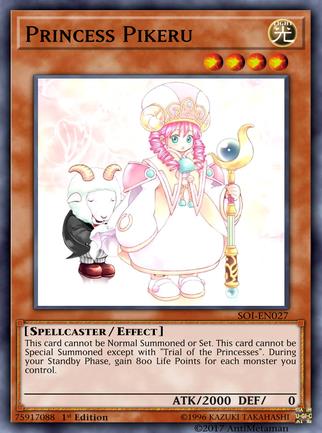 Princess Pikeru
LIGHT
光
SOI-EN027
[Spellcaster / Effect]
This card cannot be Normal Summoned or Set. This card cannot be
Special Summoned except with "Trial of the Princesses". During
your Standby Phase, gain 800 Life Points for each monster you
control.
ATK/2000 DEF/ 0
75917088 1st Edition ©1996 KAZUKI TAKAHASHI
©2017 AntiMetaman